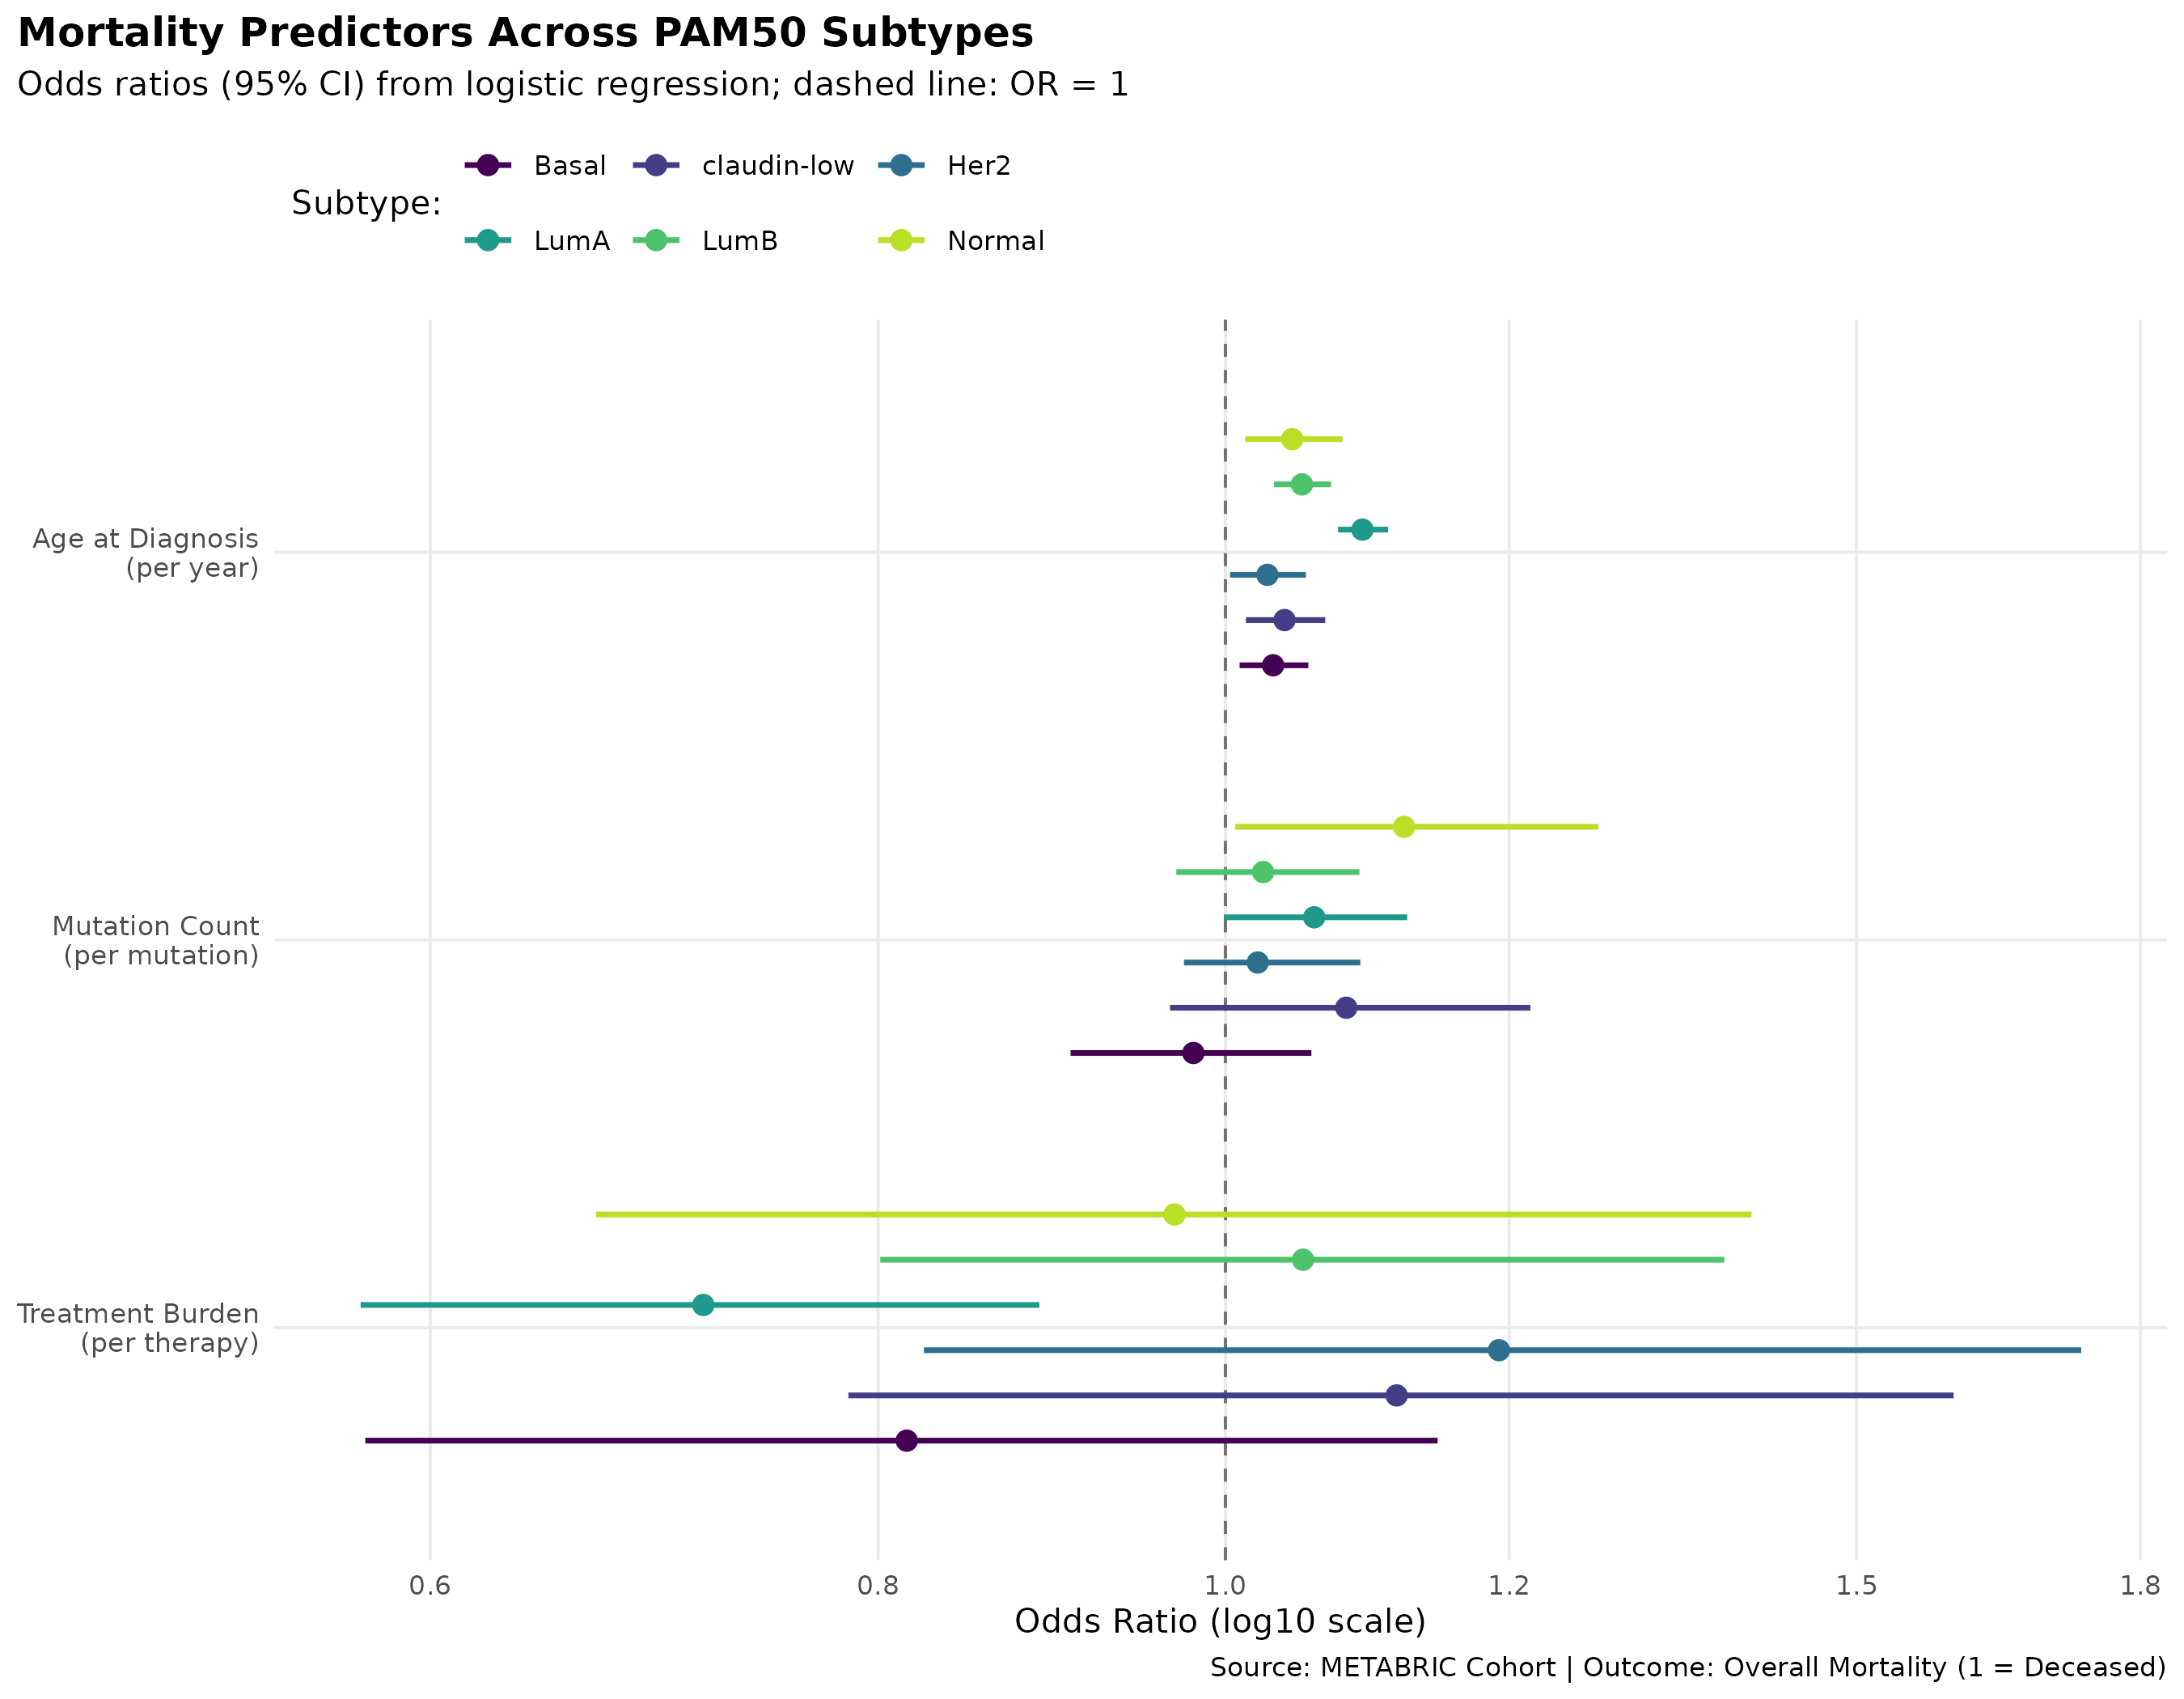 Mortality Predictors Across PAM50 Subtypes
Odds ratios (95% CI) from logistic regression; dashed line: OR = 1
Subtype:
Basal
claudin-low
Her2
LumA
LumB
Normal
Age at Diagnosis
(per year)
Mutation Count
(per mutation)
Treatment Burden
(per therapy)
0.6
0.8
1.0
1.2
1.5
1.8
Odds Ratio (log10 scale)
Source: METABRIC Cohort | Outcome: Overall Mortality (1 = Deceased)